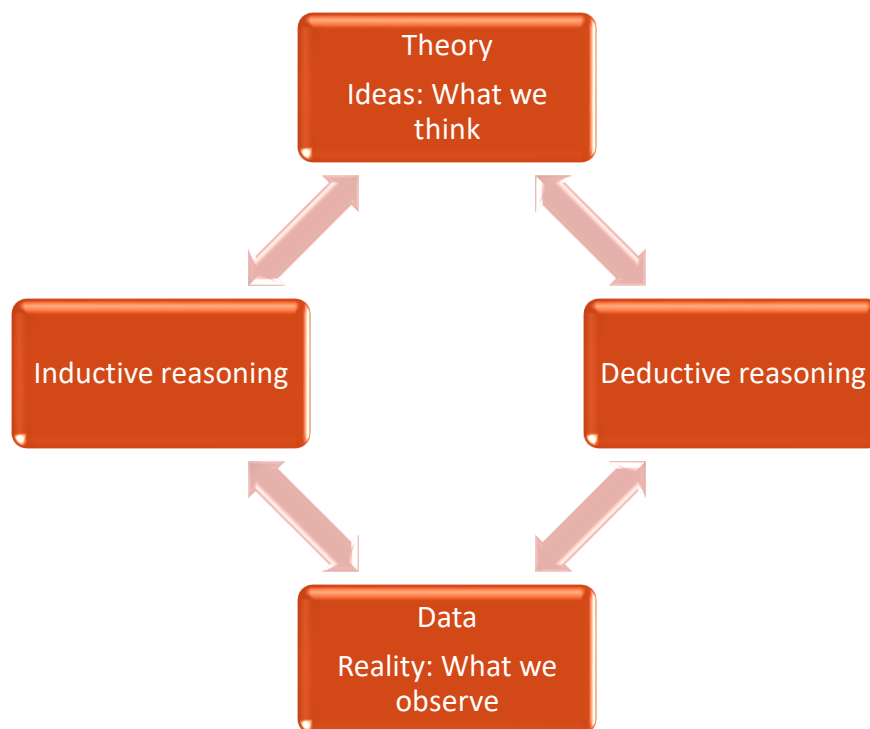 Theory
Ideas: What we
think
Inductive reasoning
Deductive reasoning
Data
Reality: What we
observe